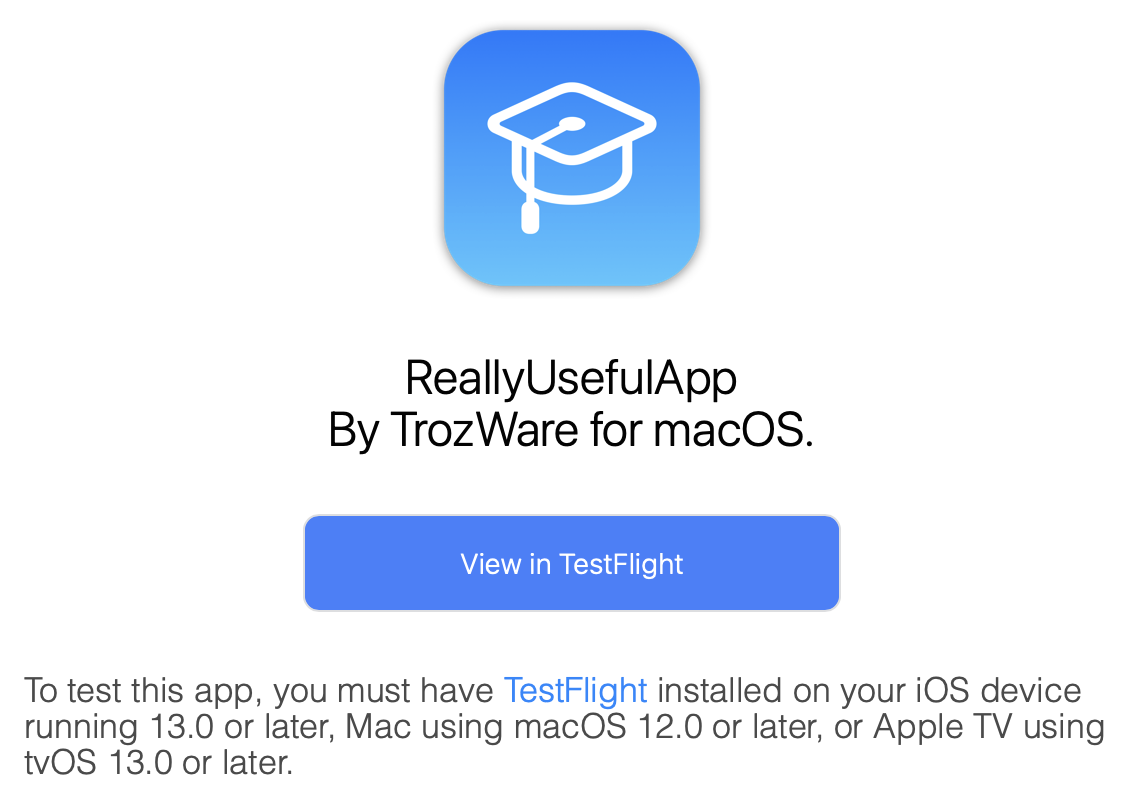 ReallyUsefulApp
By TrozWare for macOS.
View in TestFlight
To test this app, you must have TestFlight installed on your iOS device
running 13.0 or later, Mac using macOS 12.0 or later, or Apple TV using
tvOS 13.0 or later.